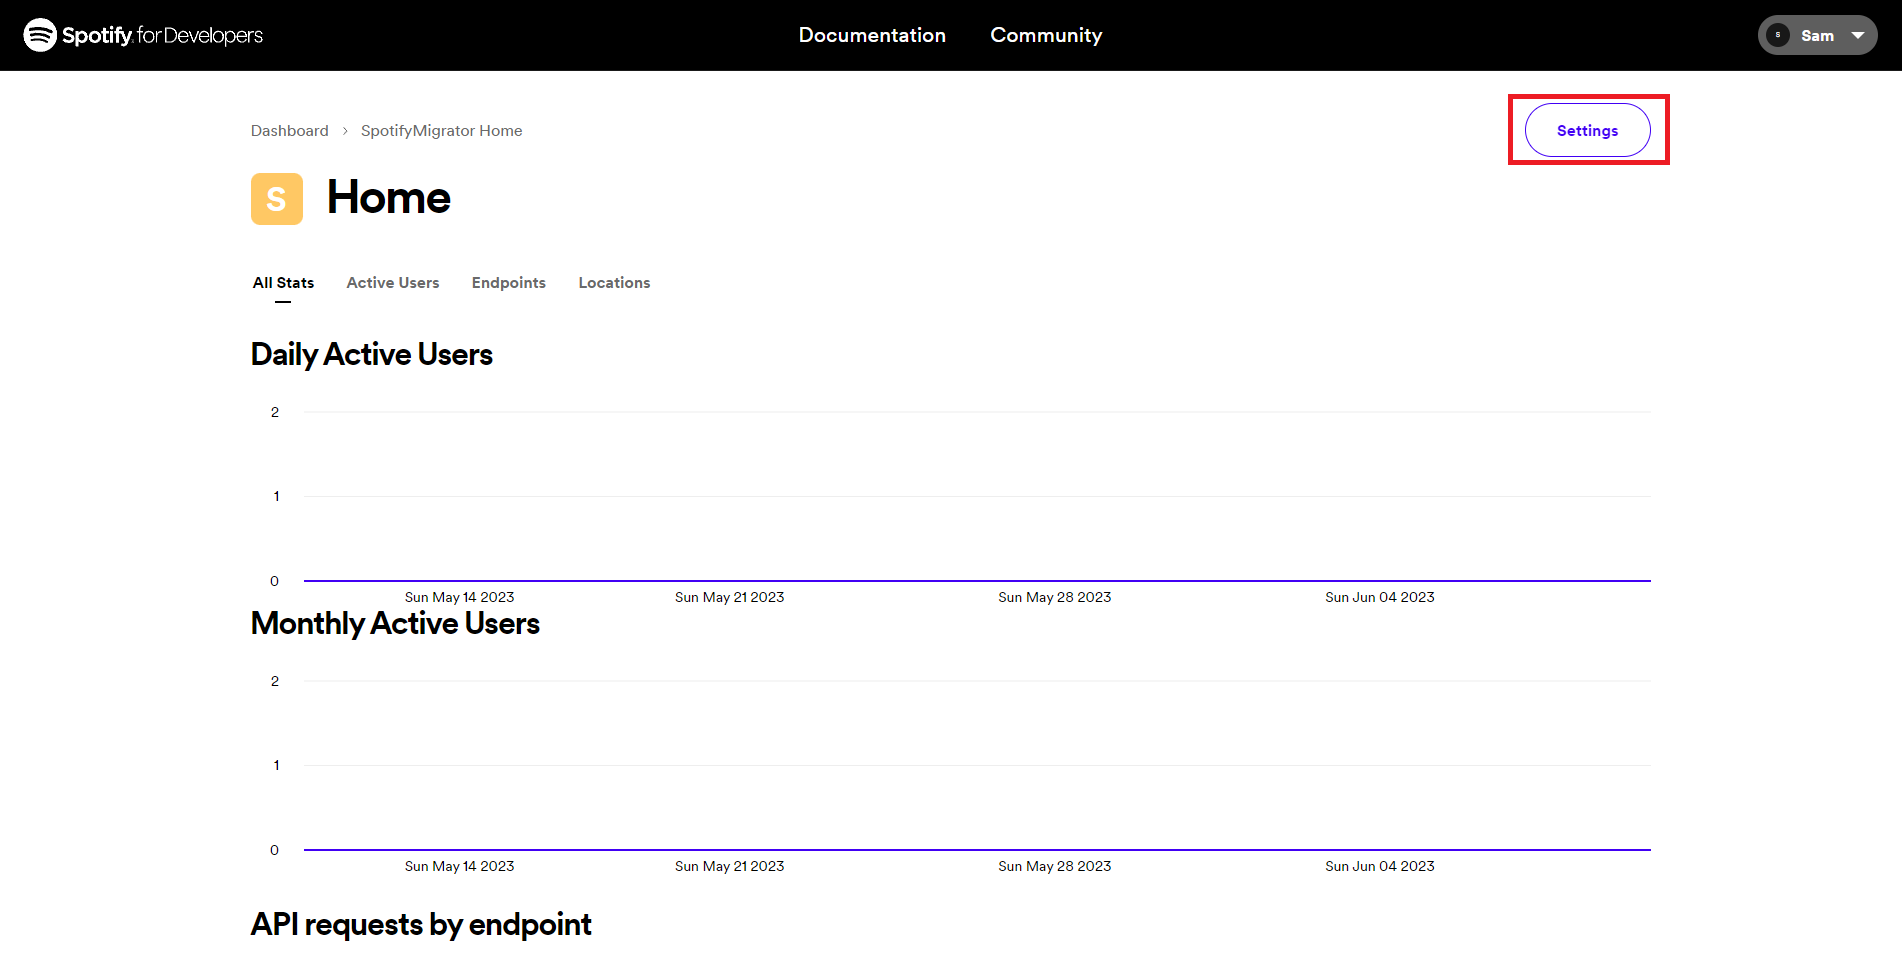 Spotify for Developers
Documentation
Community
S
Sam
Dashboard > SpotifyMigrator Home
Settings
S
Home
All Stats
Active Users
Endpoints
Locations
Daily Active Users
2
1
0
Sun May 14 2023
Sun May 21 2023
Sun May 28 2023
Sun Jun 04 2023
Monthly Active Users
2
1
0
Sun May 14 2023
Sun May 21 2023
Sun May 28 2023
Sun Jun 04 2023
API requests by endpoint